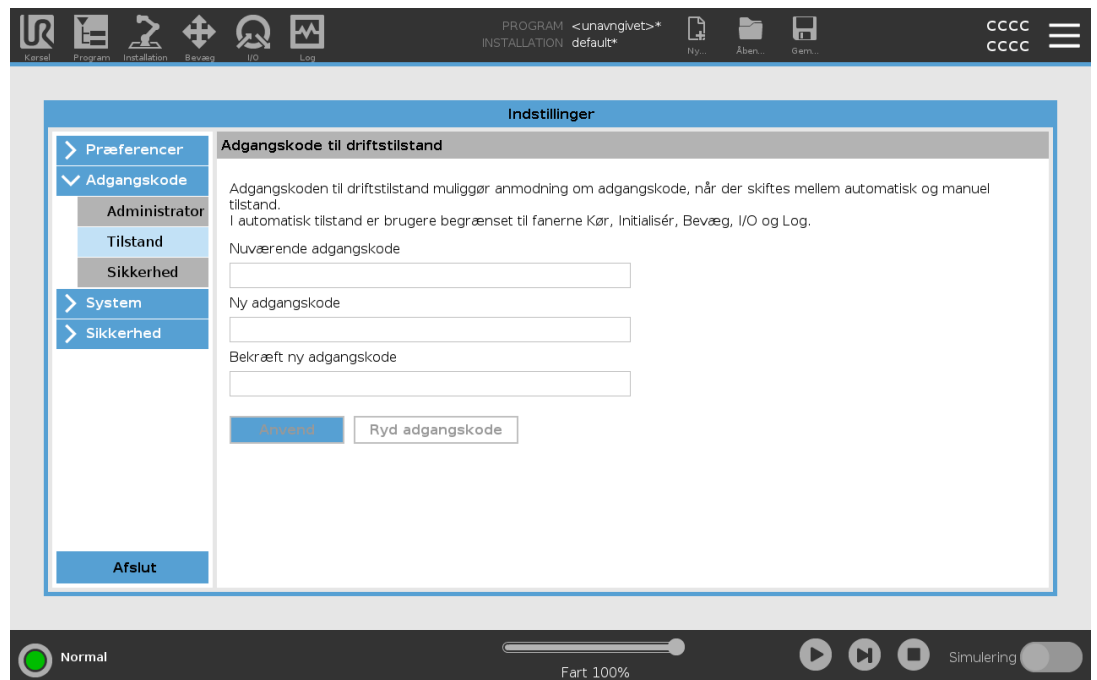 Kørsel
Program
Installation
Bevæg
I/O
Log
PROGRAM <unavngivet>*
INSTALLATION default*
Ny...
Åben...
Gem...
cccc
cccc
Indstillinger
Præferencer
Adgangskode
Administrator
Tilstand
Sikkerhed
System
Sikkerhed
Afslut
Adgangskode til driftstilstand
Adgangskoden til driftstilstand muliggør anmodning om adgangskode, når der skiftes mellem automatisk og manuel
tilstand.
I automatisk tilstand er brugere begrænset til fanerne Kør, Initialisér, Bevæg, I/O og Log.
Nuværende adgangskode
Ny adgangskode
Bekræft ny adgangskode
Anvend
Ryd adgangskode
Normal
Fart 100%
Simulering